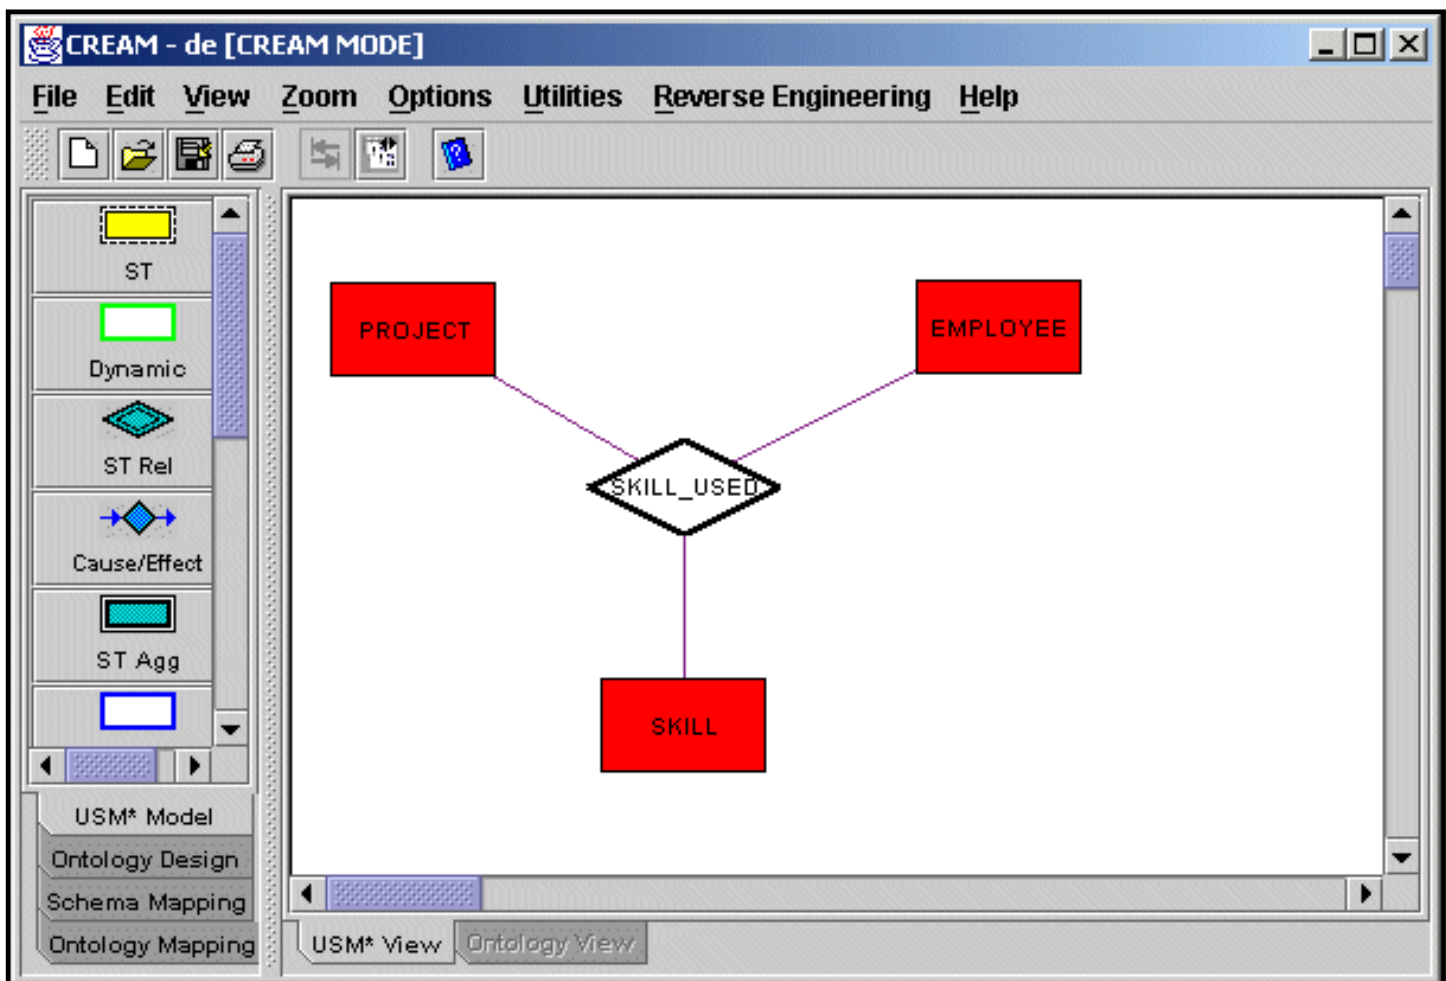 CREAM - de [CREAM MODE]
File Edit View Zoom Options Utilities Reverse Engineering Help
ST
Dynamic
ST Rel
Cause/Effect
ST Agg
USM* Model
Ontology Design
Schema Mapping
Ontology Mapping
PROJECT
EMPLOYEE
SKILL_USED
SKILL
USM* View
Ontology View